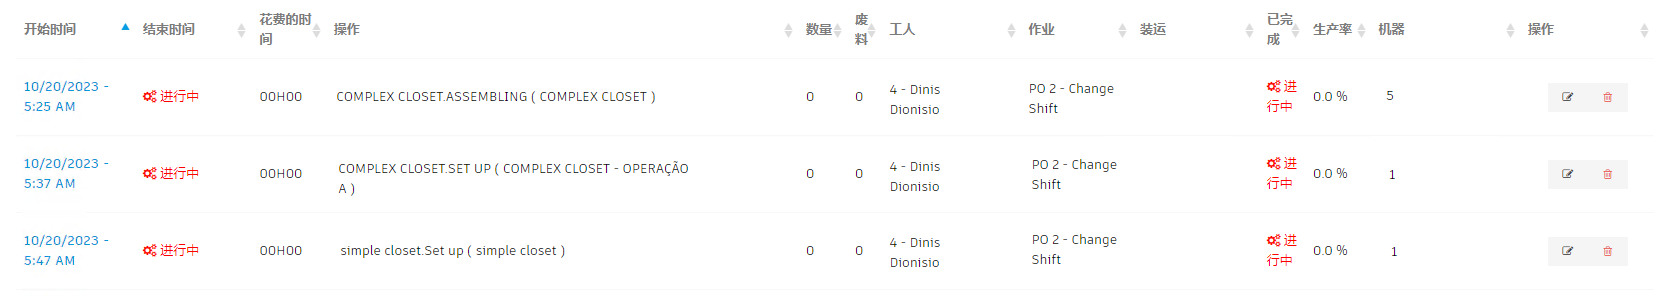 开始时间 结束时间 花费的时间 操作 数量 废料 工人 作业 装运 已完成 生产率 机器 操作
10/20/2023 -
5:25 AM
进行中
00H00
COMPLEX CLOSET.ASSEMBLING ( COMPLEX CLOSET )
0
0
4 - Dinis
Dionisio
PO 2 - Change
Shift
进
行中
0.0 %
5
10/20/2023 -
5:37 AM
进行中
00H00
COMPLEX CLOSET.SET UP ( COMPLEX CLOSET - OPERAÇÃO
A )
0
0
4 - Dinis
Dionisio
PO 2 - Change
Shift
进
行中
0.0 %
1
10/20/2023 -
5:47 AM
进行中
00H00
simple closet.Set up ( simple closet )
0
0
4 - Dinis
Dionisio
PO 2 - Change
Shift
进
行中
0.0 %
1